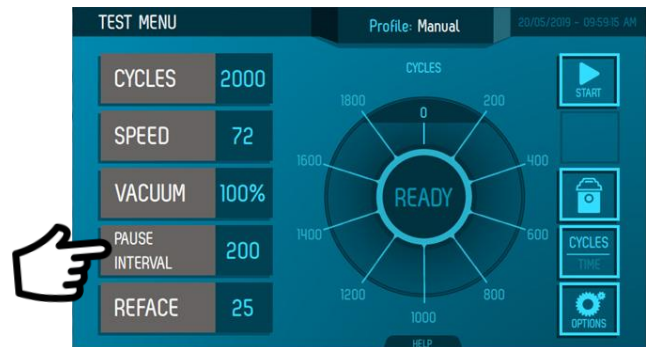 TEST MENU
Profile: Manual
20/05/2019 - 09:59:15 AM
CYCLES 2000
SPEED 72
VACUUM 100%
PAUSE
INTERVAL
200
REFACE 25
CYCLES
0
200
400
600
800
1000
1200
1400
1600
1800
READY
START
CYCLES
TIME
OPTIONS
HELP